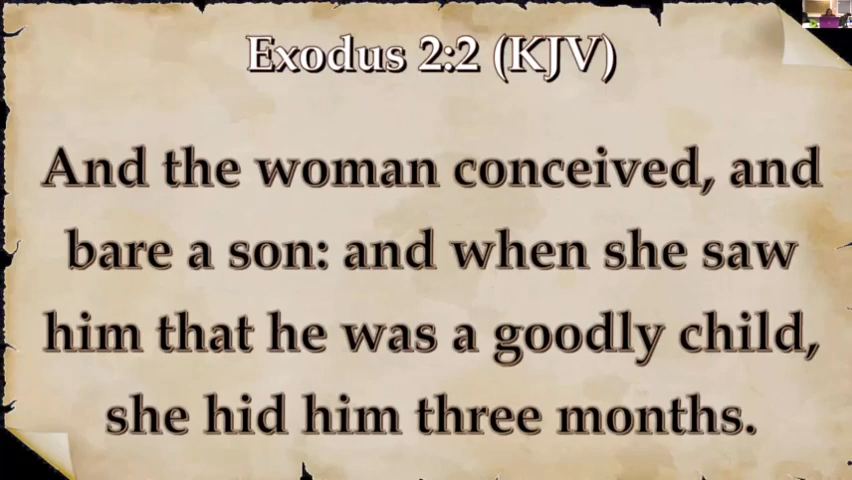 Exodus 2:2 (KJV)
And the woman conceived, and
bare a son: and when she saw
him that he was a goodly child,
she hid him three months.